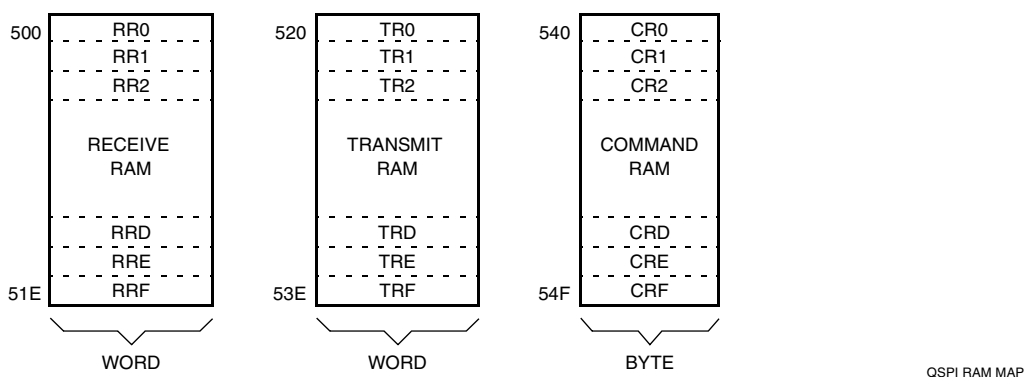 500
RR0
RR1
RR2
RECEIVE
RAM
RRD
RRE
51E
RRF
WORD
520
TR0
TR1
TR2
TRANSMIT
RAM
TRD
TRE
53E
TRF
WORD
540
CR0
CR1
CR2
COMMAND
RAM
CRD
CRE
54F
CRF
BYTE
QSPI RAM MAP